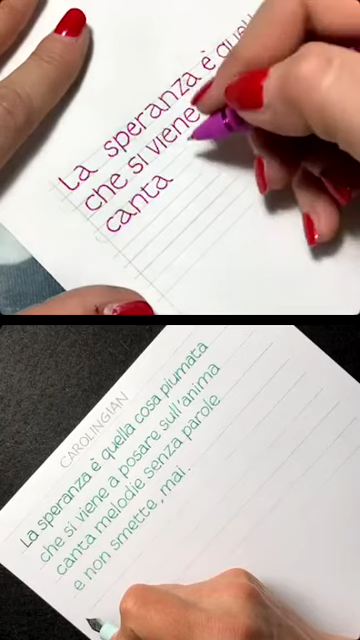 La speranza è quell
che si viene
canta
CAROLINGIAN
La speranza è quella cosa piumata
che si viene a posare sull'anima
canta melodie senza parole
e non smette, mai.